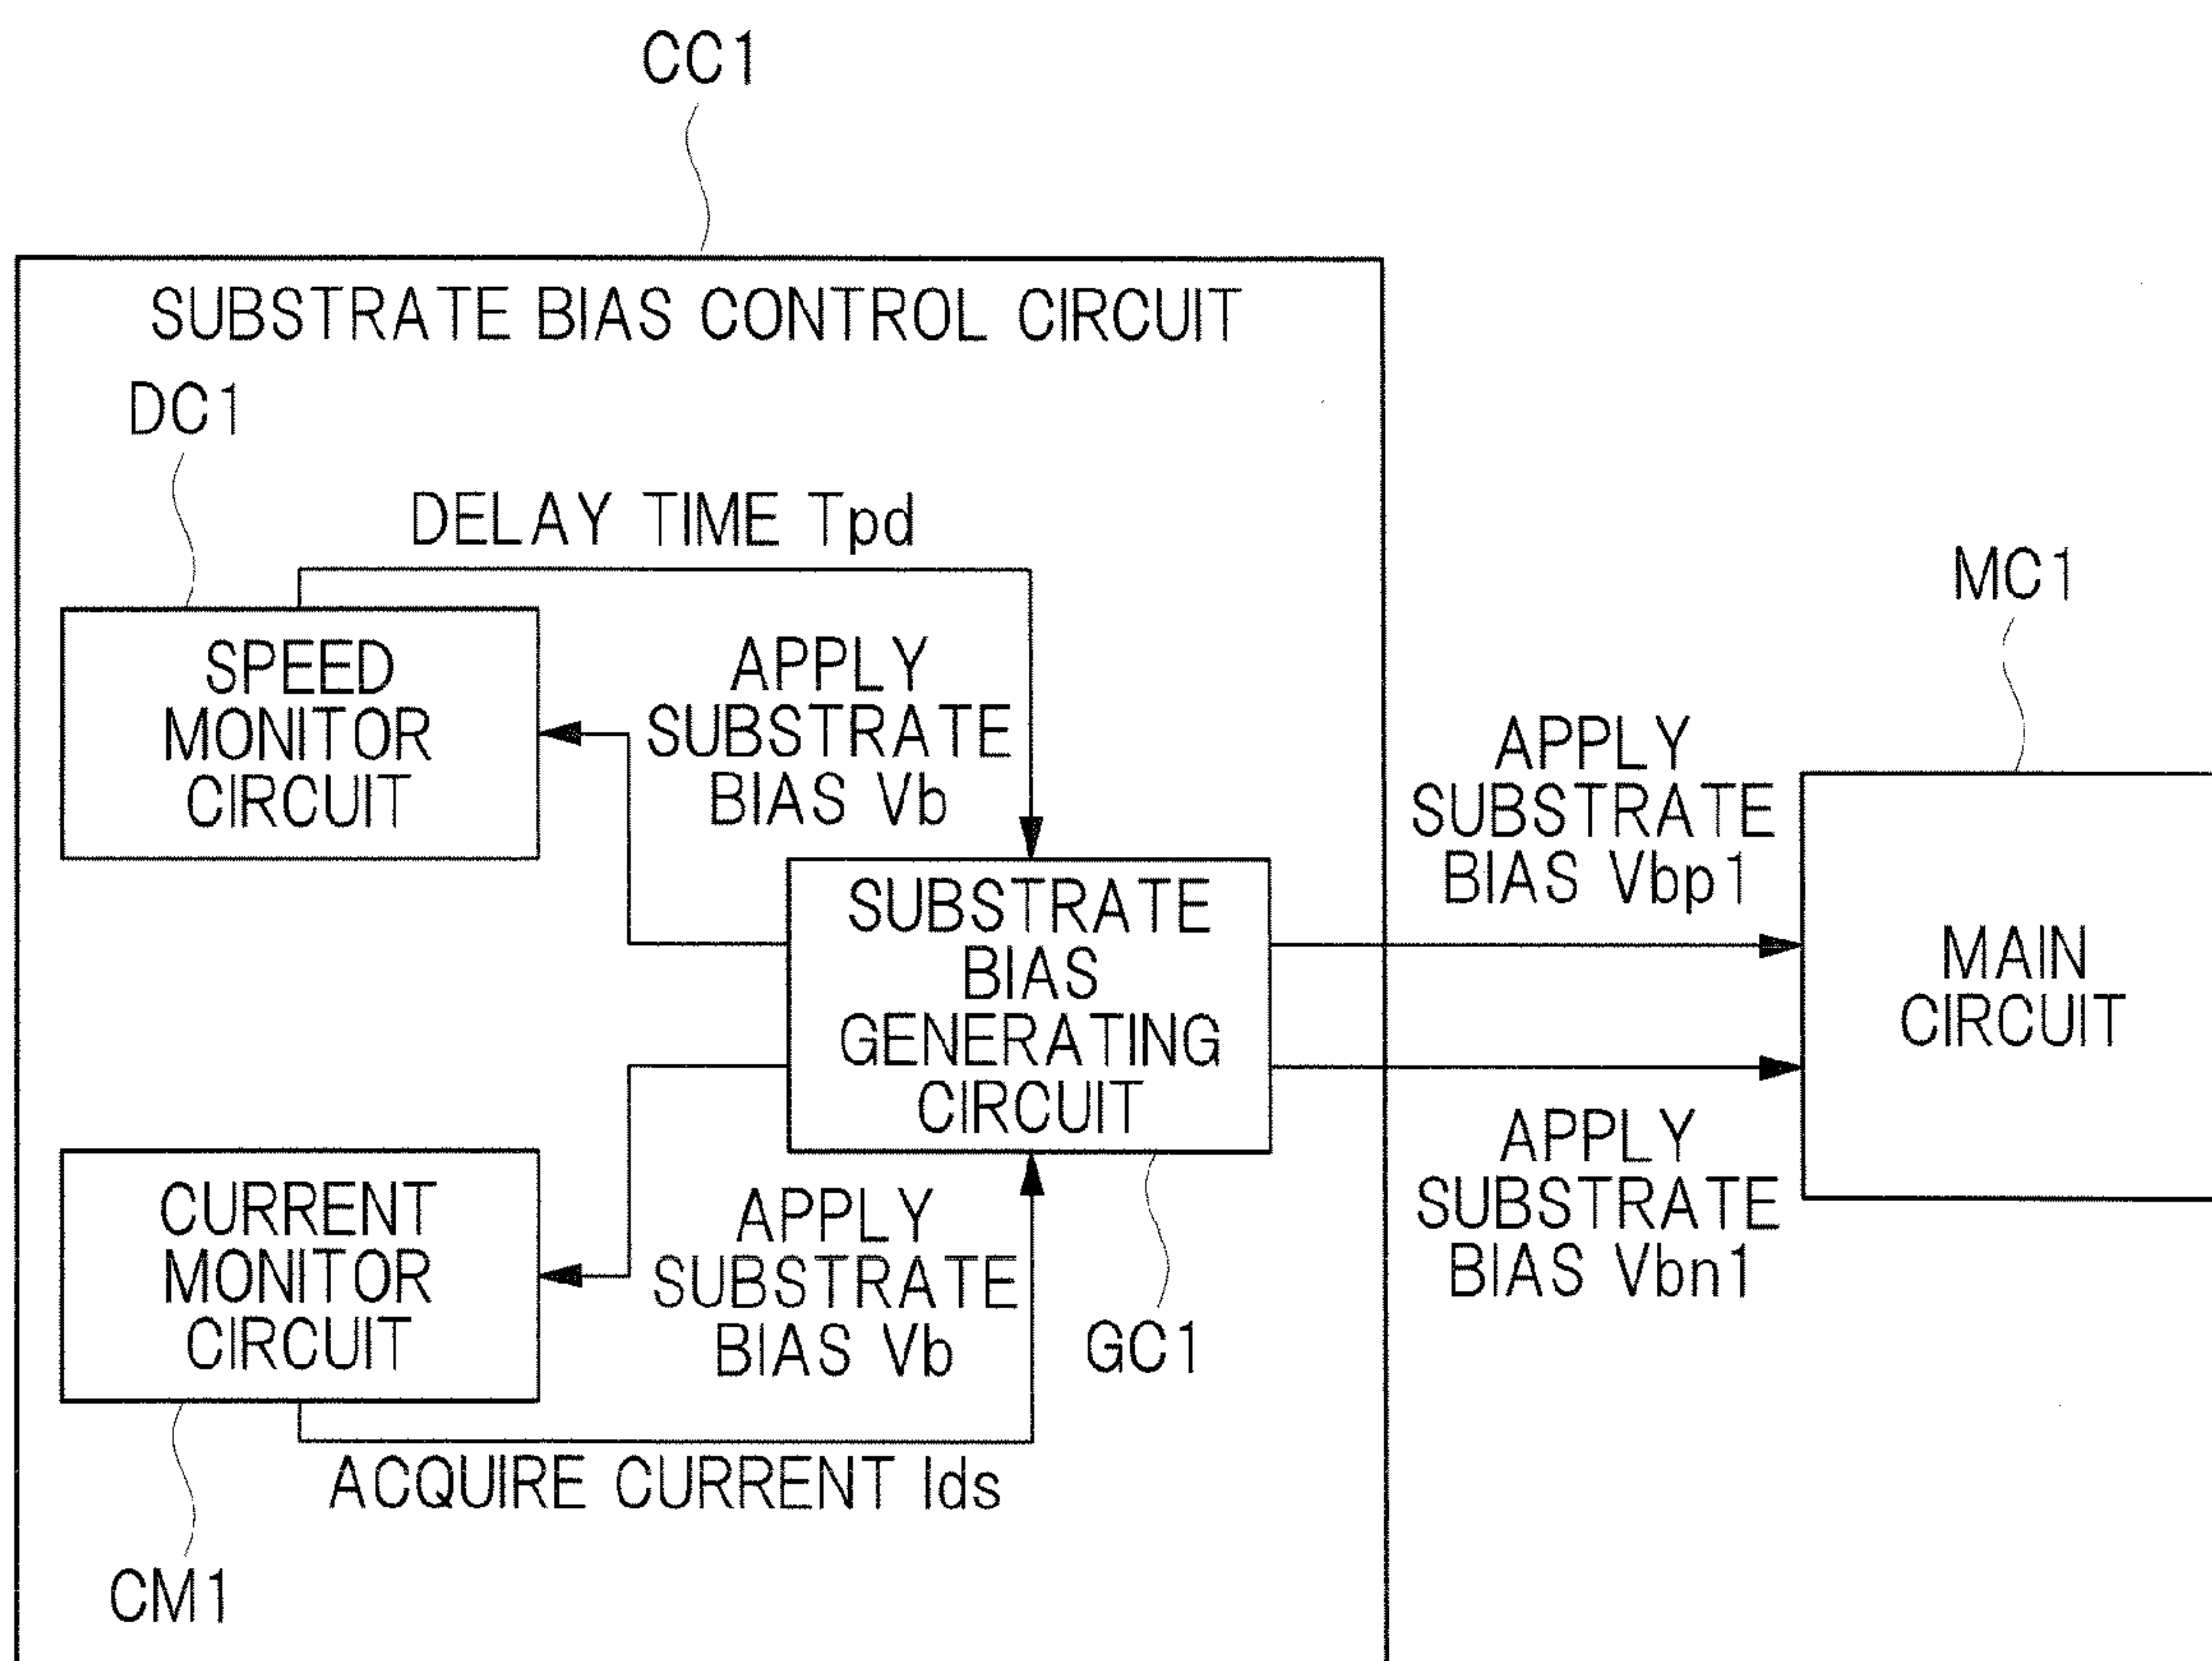 CC1
SUBSTRATE BIAS CONTROL CIRCUIT
DC1
DELAY TIME Tpd
SPEED
MONITOR
CIRCUIT
APPLY
SUBSTRATE
BIAS Vb
MC1
APPLY
SUBSTRATE
BIAS Vbp1
SUBSTRATE
BIAS
GENERATING
CIRCUIT
MAIN
CIRCUIT
APPLY
SUBSTRATE
BIAS Vbn1
CURRENT
MONITOR
CIRCUIT
APPLY
SUBSTRATE
BIAS Vb
GC1
ACQUIRE CURRENT Ids
CM1